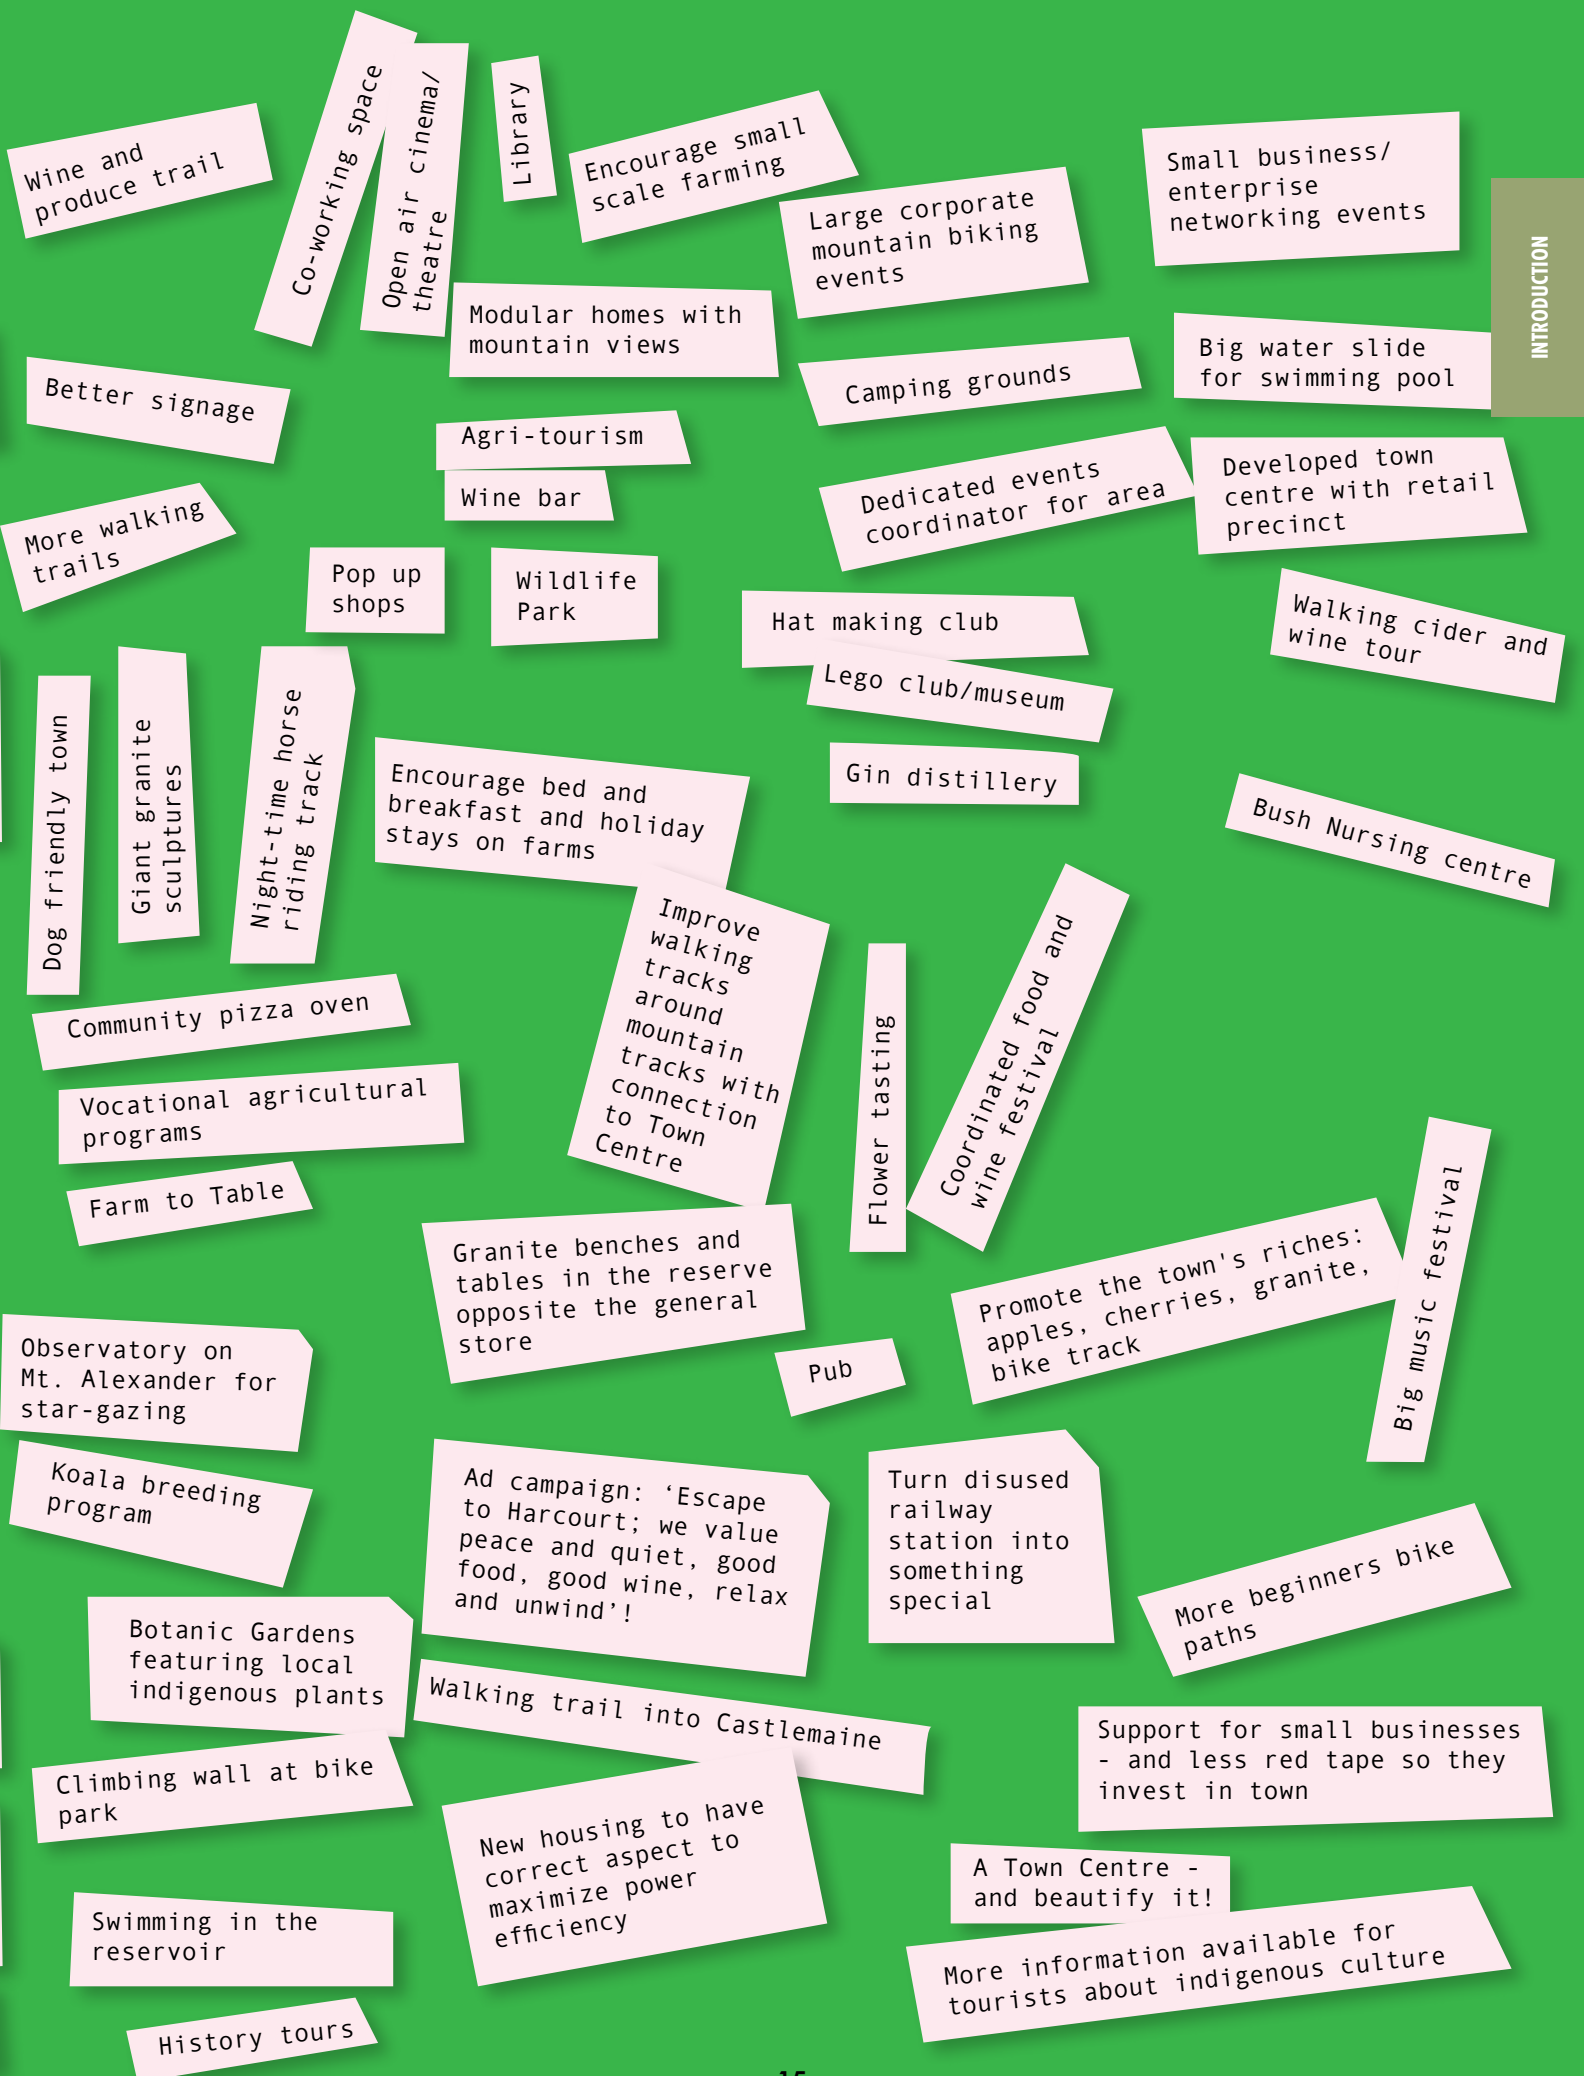 Wine and
produce trail
Co-working space
Open air cinema/
theatre
Library
Encourage small
scale farming
Large corporate
mountain biking
events
Small business/
enterprise
networking events
INTRODUCTION
Modular homes with
mountain views
Camping grounds
Big water slide
for swimming pool
Better signage
Agri-tourism
Wine bar
Dedicated events
coordinator for area
Developed town
centre with retail
precinct
More walking
trails
Pop up
shops
Wildlife
Park
Hat making club
Lego club/museum
Walking cider and
wine tour
Dog friendly town
Giant granite
sculptures
Night-time horse
riding track
Encourage bed and
breakfast and holiday
stays on farms
Gin distillery
Bush Nursing centre
Improve
walking
tracks
around
mountain
tracks with
connection
to Town
Centre
Flower tasting
Coordinated food and
wine festival
Community pizza oven
Vocational agricultural
programs
Farm to Table
Granite benches and
tables in the reserve
opposite the general
store
Promote the town's riches:
apples, cherries, granite,
bike track
Big music festival
Pub
Observatory on
Mt. Alexander for
star-gazing
Koala breeding
program
Ad campaign: ‘Escape
to Harcourt; we value
peace and quiet, good
food, good wine, relax
and unwind’!
Turn disused
railway
station into
something
special
More beginners bike
paths
Botanic Gardens
featuring local
indigenous plants
Walking trail into Castlemaine
Support for small businesses
- and less red tape so they
invest in town
Climbing wall at bike
park
New housing to have
correct aspect to
maximize power
efficiency
A Town Centre -
and beautify it!
Swimming in the
reservoir
More information available for
tourists about indigenous culture
History tours